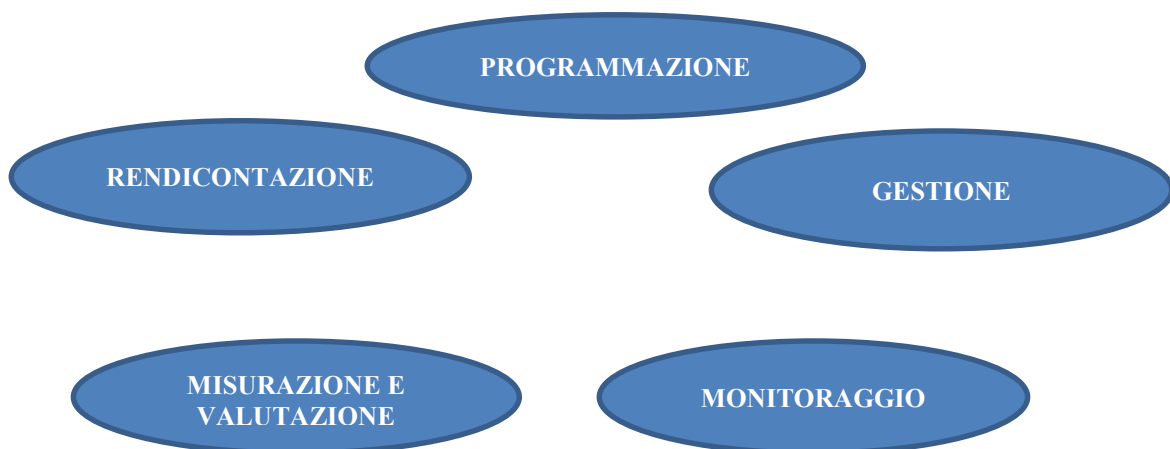 PROGRAMMAZIONE
RENDICONTAZIONE
GESTIONE
MISURAZIONE E
VALUTAZIONE
MONITORAGGIO